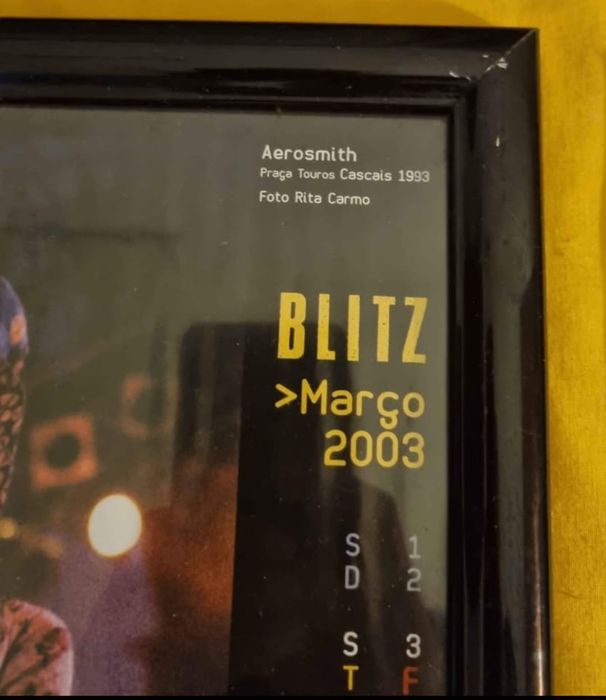 Aerosmith
Praça Touros Cascais 1993
Foto Rita Carmo
BLITZ
>Março
2003
S 1
D 2
S 3
T F